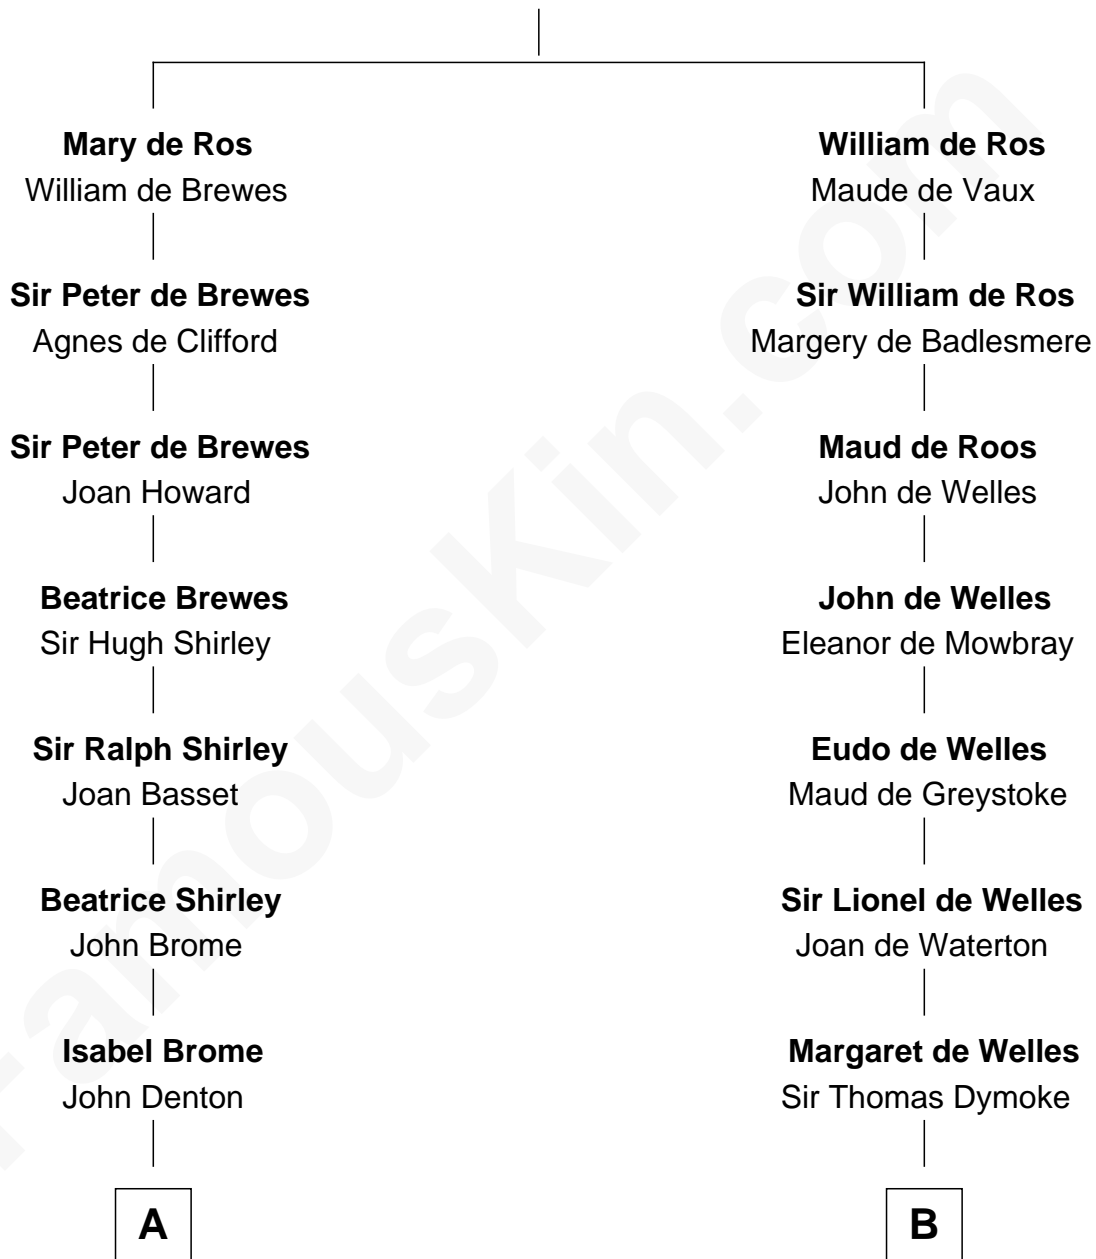 Mary de Ros
William de Brewes
Sir Peter de Brewes
Agnes de Clifford
Sir Peter de Brewes
Joan Howard
Beatrice Brewes
Sir Hugh Shirley
Sir Ralph Shirley
Joan Basset
Beatrice Shirley
John Brome
Isabel Brome
John Denton
A
William de Ros
Maude de Vaux
Sir William de Ros
Margery de Badlesmere
Maud de Roos
John de Welles
John de Welles
Eleanor de Mowbray
Eudo de Welles
Maud de Greystoke
Sir Lionel de Welles
Joan de Waterton
Margaret de Welles
Sir Thomas Dymoke
B
FamousKin.com